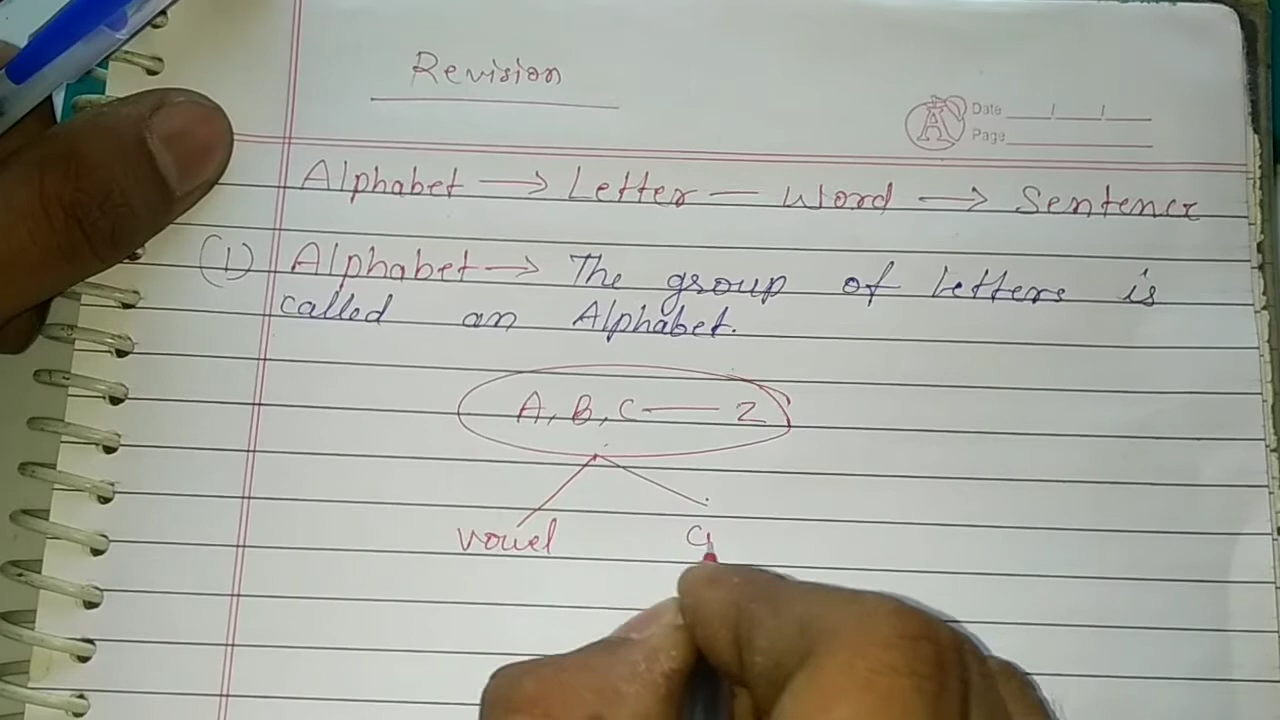 Revision
Date
Page
Alphabet → Letter — Word → Sentence
(1) Alphabet → The group of letters is
called an Alphabet.
A, B, C — Z
vowel